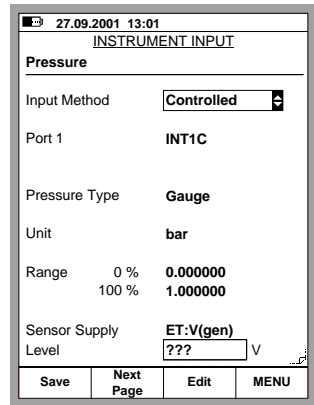 27.09.2001 13:01
INSTRUMENT INPUT
Pressure
Input Method Controlled
Port 1 INT1C
Pressure Type Gauge
Unit bar
Range 0 % 0.000000
100 % 1.000000
Sensor Supply ET:V(gen)
Level ??? V
Save Next Page Edit MENU